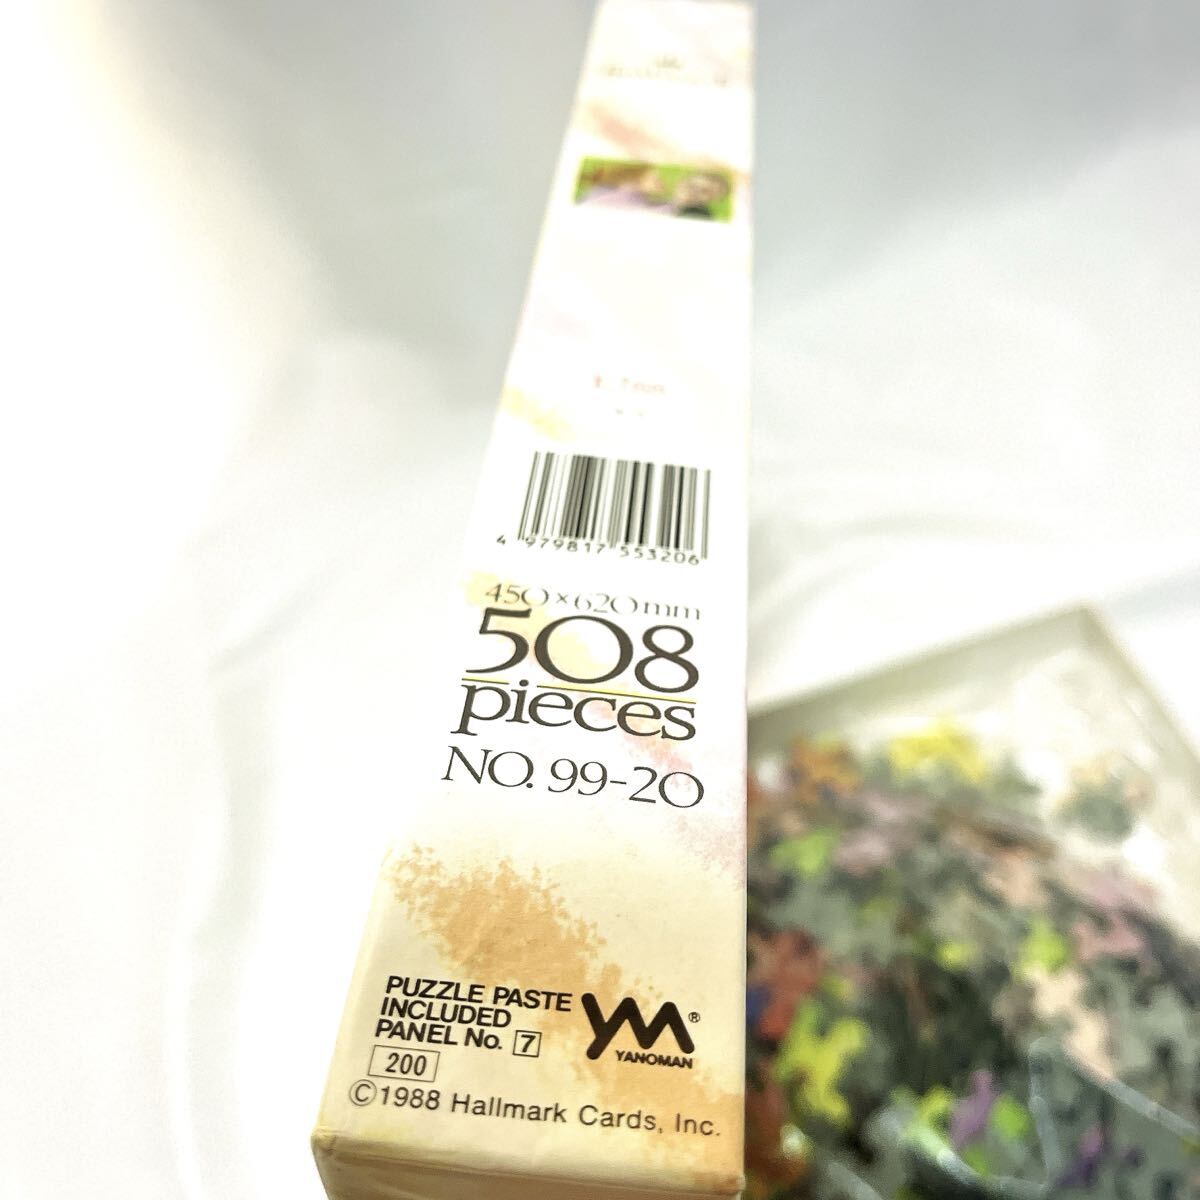 4 979817 553206
450×620mm
508
pieces
NO. 99-20
PUZZLE PASTE
INCLUDED
PANEL No. 7
200
YM®
YANOMAN
©1988 Hallmark Cards, Inc.